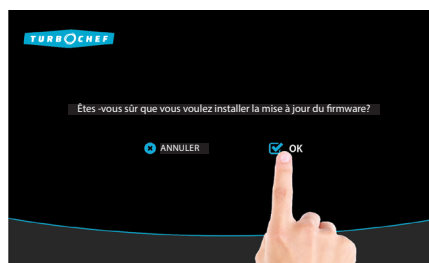 TURBOCHEF
Êtes -vous sûr que vous voulez installer la mise à jour du firmware?
ANNULER
OK